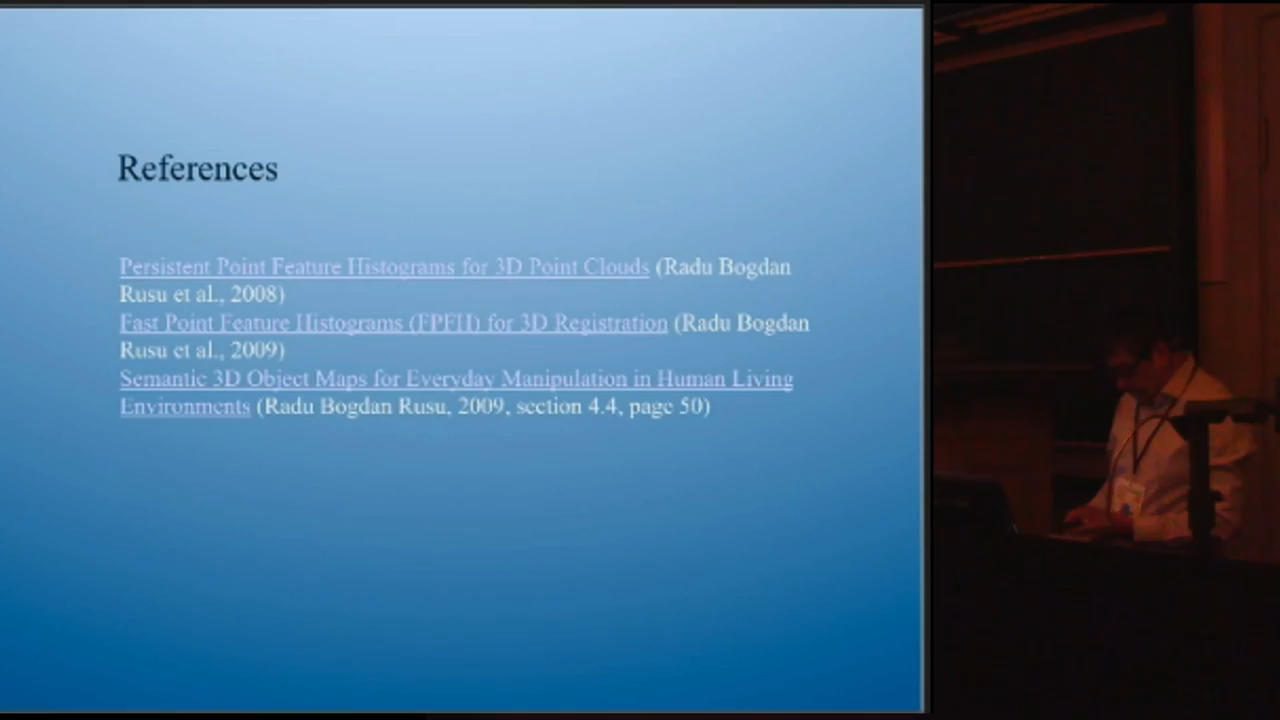 References
Persistent Point Feature Histograms for 3D Point Clouds (Radu Bogdan
Rusu et al., 2008)
Fast Point Feature Histograms (FPFH) for 3D Registration (Radu Bogdan
Rusu et al., 2009)
Semantic 3D Object Maps for Everyday Manipulation in Human Living
Environments (Radu Bogdan Rusu, 2009, section 4.4, page 50)